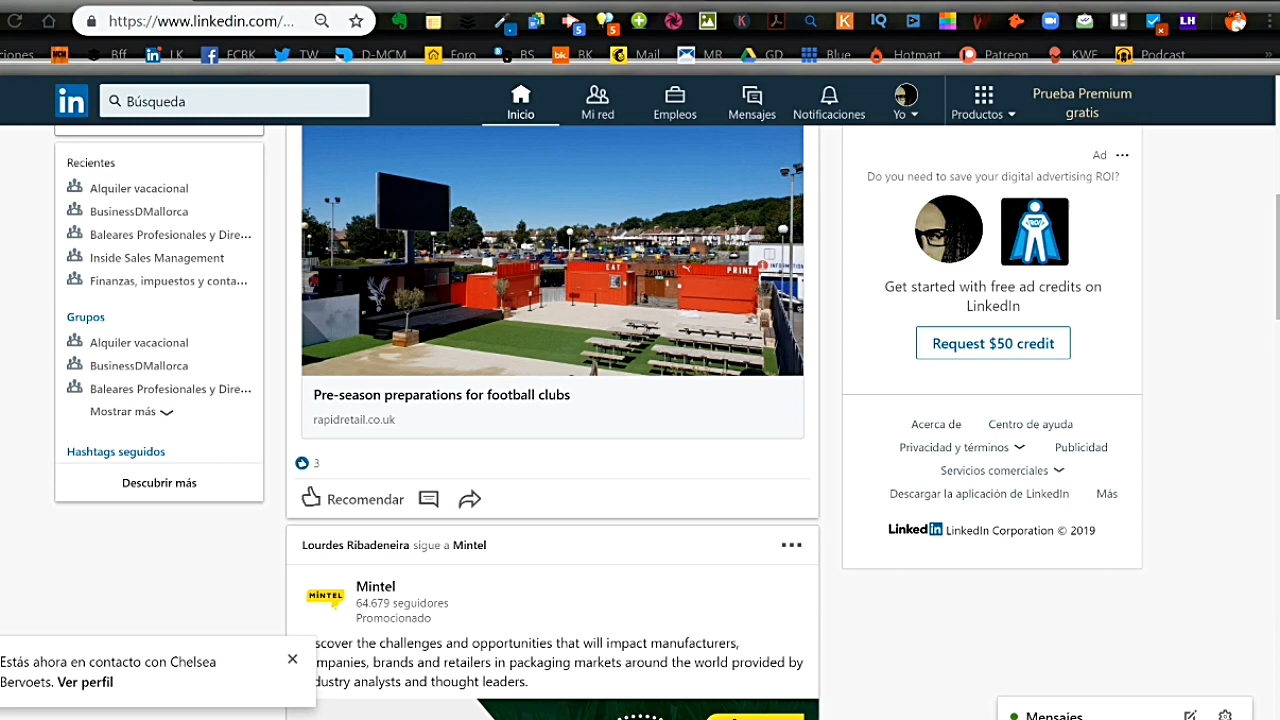 https://www.linkedin.com/...
ciones
Bff
LK
FCBK
TW
D-MCM
Foro
BS
BK
Mail
MR
GD
Blue
Hotmart
Patreon
KWF
Podcast
Búsqueda
Inicio
Mi red
Empleos
Mensajes
Notificaciones
Yo
Productos
Prueba Premium
gratis
Recientes
Alquiler vacacional
BusinessDMallorca
Baleares Profesionales y Dire...
Inside Sales Management
Finanzas, impuestos y conta...
Grupos
Alquiler vacacional
BusinessDMallorca
Baleares Profesionales y Dire...
Mostrar más
Hashtags seguidos
Descubrir más
EAT
EAT
FANZONE
PRINT
INFORMATION
Pre-season preparations for football clubs
rapidretail.co.uk
3
Recomendar
Lourdes Ribadeneira sigue a Mintel
MINTEL
Mintel
64.679 seguidores
Promocionado
scover the challenges and opportunities that will impact manufacturers,
mpanies, brands and retailers in packaging markets around the world provided by
dustry analysts and thought leaders.
Estás ahora en contacto con Chelsea
Bervoets. Ver perfil
Ad
Do you need to save your digital advertising ROI?
Get started with free ad credits on
LinkedIn
Request $50 credit
Acerca de
Centro de ayuda
Privacidad y términos
Publicidad
Servicios comerciales
Descargar la aplicación de LinkedIn
Más
Linked in LinkedIn Corporation © 2019
Mensajes